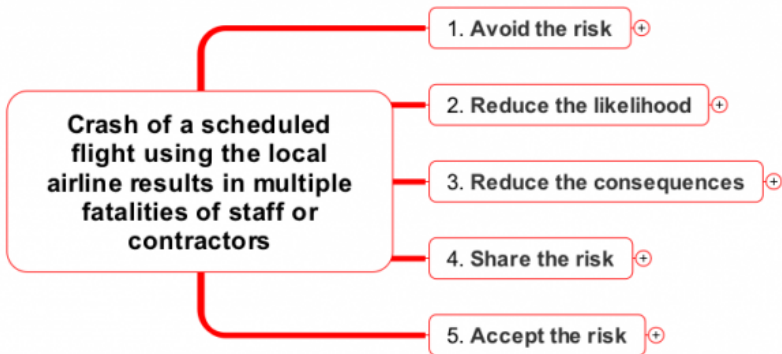 Crash of a scheduled
flight using the local
airline results in multiple
fatalities of staff or
contractors
1. Avoid the risk
2. Reduce the likelihood
3. Reduce the consequences
4. Share the risk
5. Accept the risk